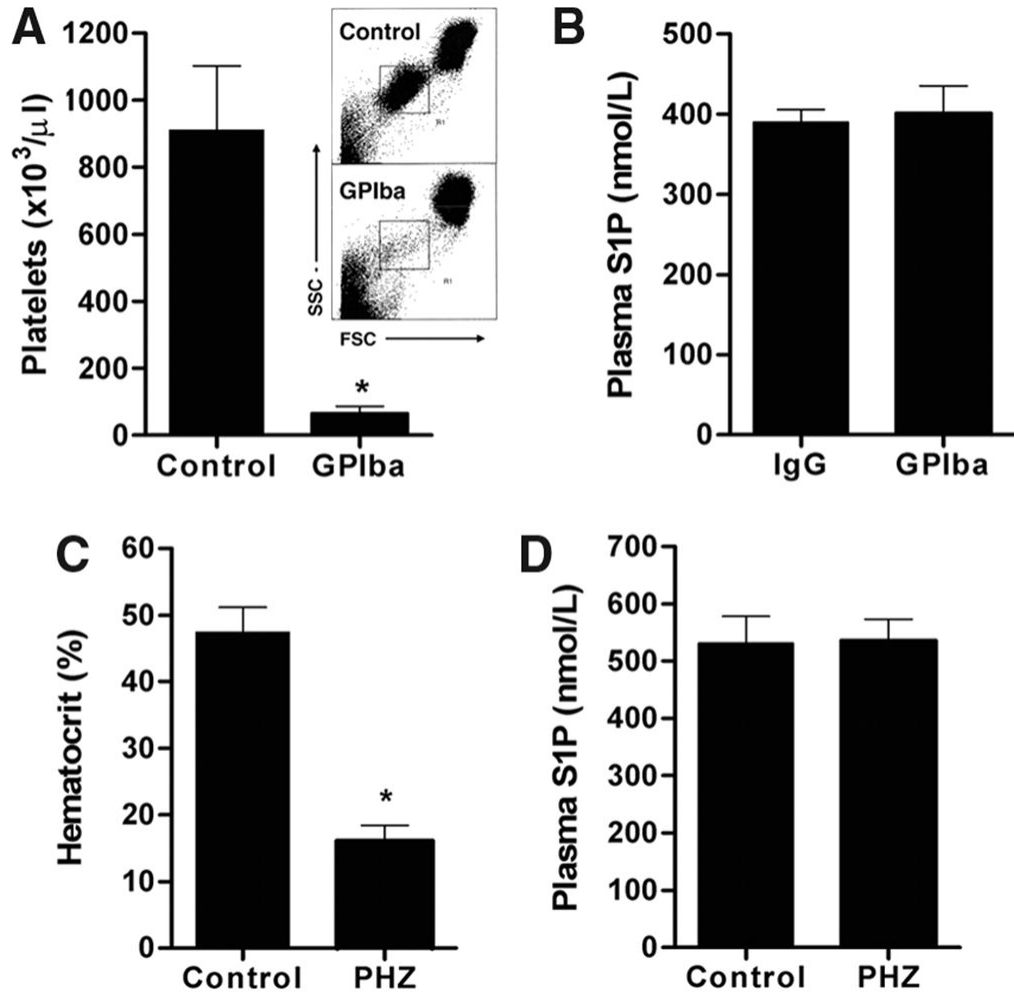 A
Platelets (x10³/µl)
1200
1000
800
600
400
200
0
Control
GPIba
*
Control
R1
GPIba
R1
SSC
FSC
B
Plasma S1P (nmol/L)
500
400
300
200
100
0
IgG
GPIba
C
Hematocrit (%)
60
50
40
30
20
10
0
Control
PHZ
*
D
Plasma S1P (nmol/L)
700
600
500
400
300
200
100
0
Control
PHZ